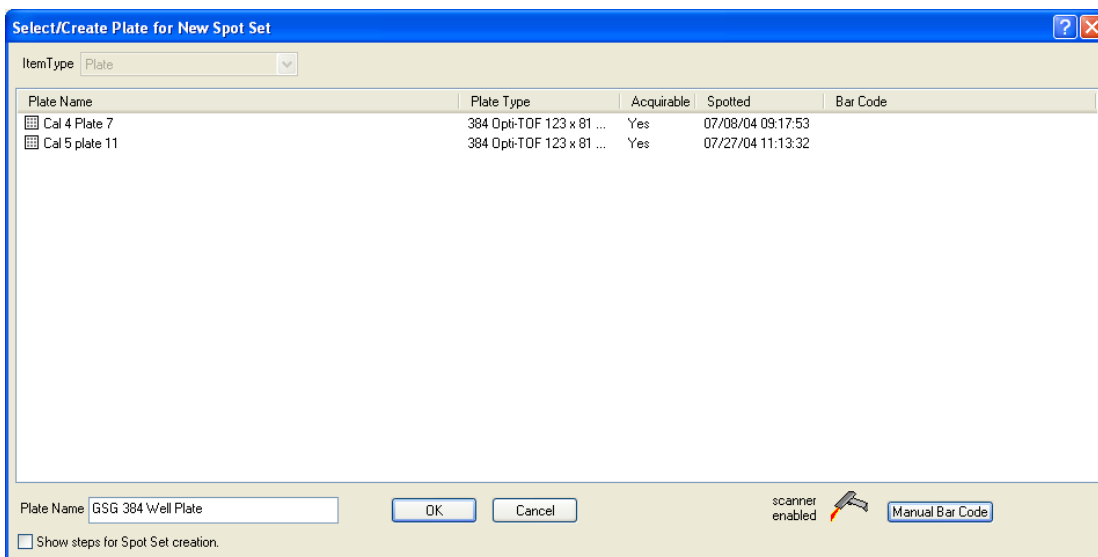 Select/Create Plate for New Spot Set
ItemType Plate
Plate Name Plate Type Acquirable Spotted Bar Code
Cal 4 Plate 7 384 Opti-TOF 123 x 81 ... Yes 07/08/04 09:17:53
Cal 5 plate 11 384 Opti-TOF 123 x 81 ... Yes 07/27/04 11:13:32
Plate Name GSG 384 Well Plate OK Cancel scanner enabled Manual Bar Code
Show steps for Spot Set creation.